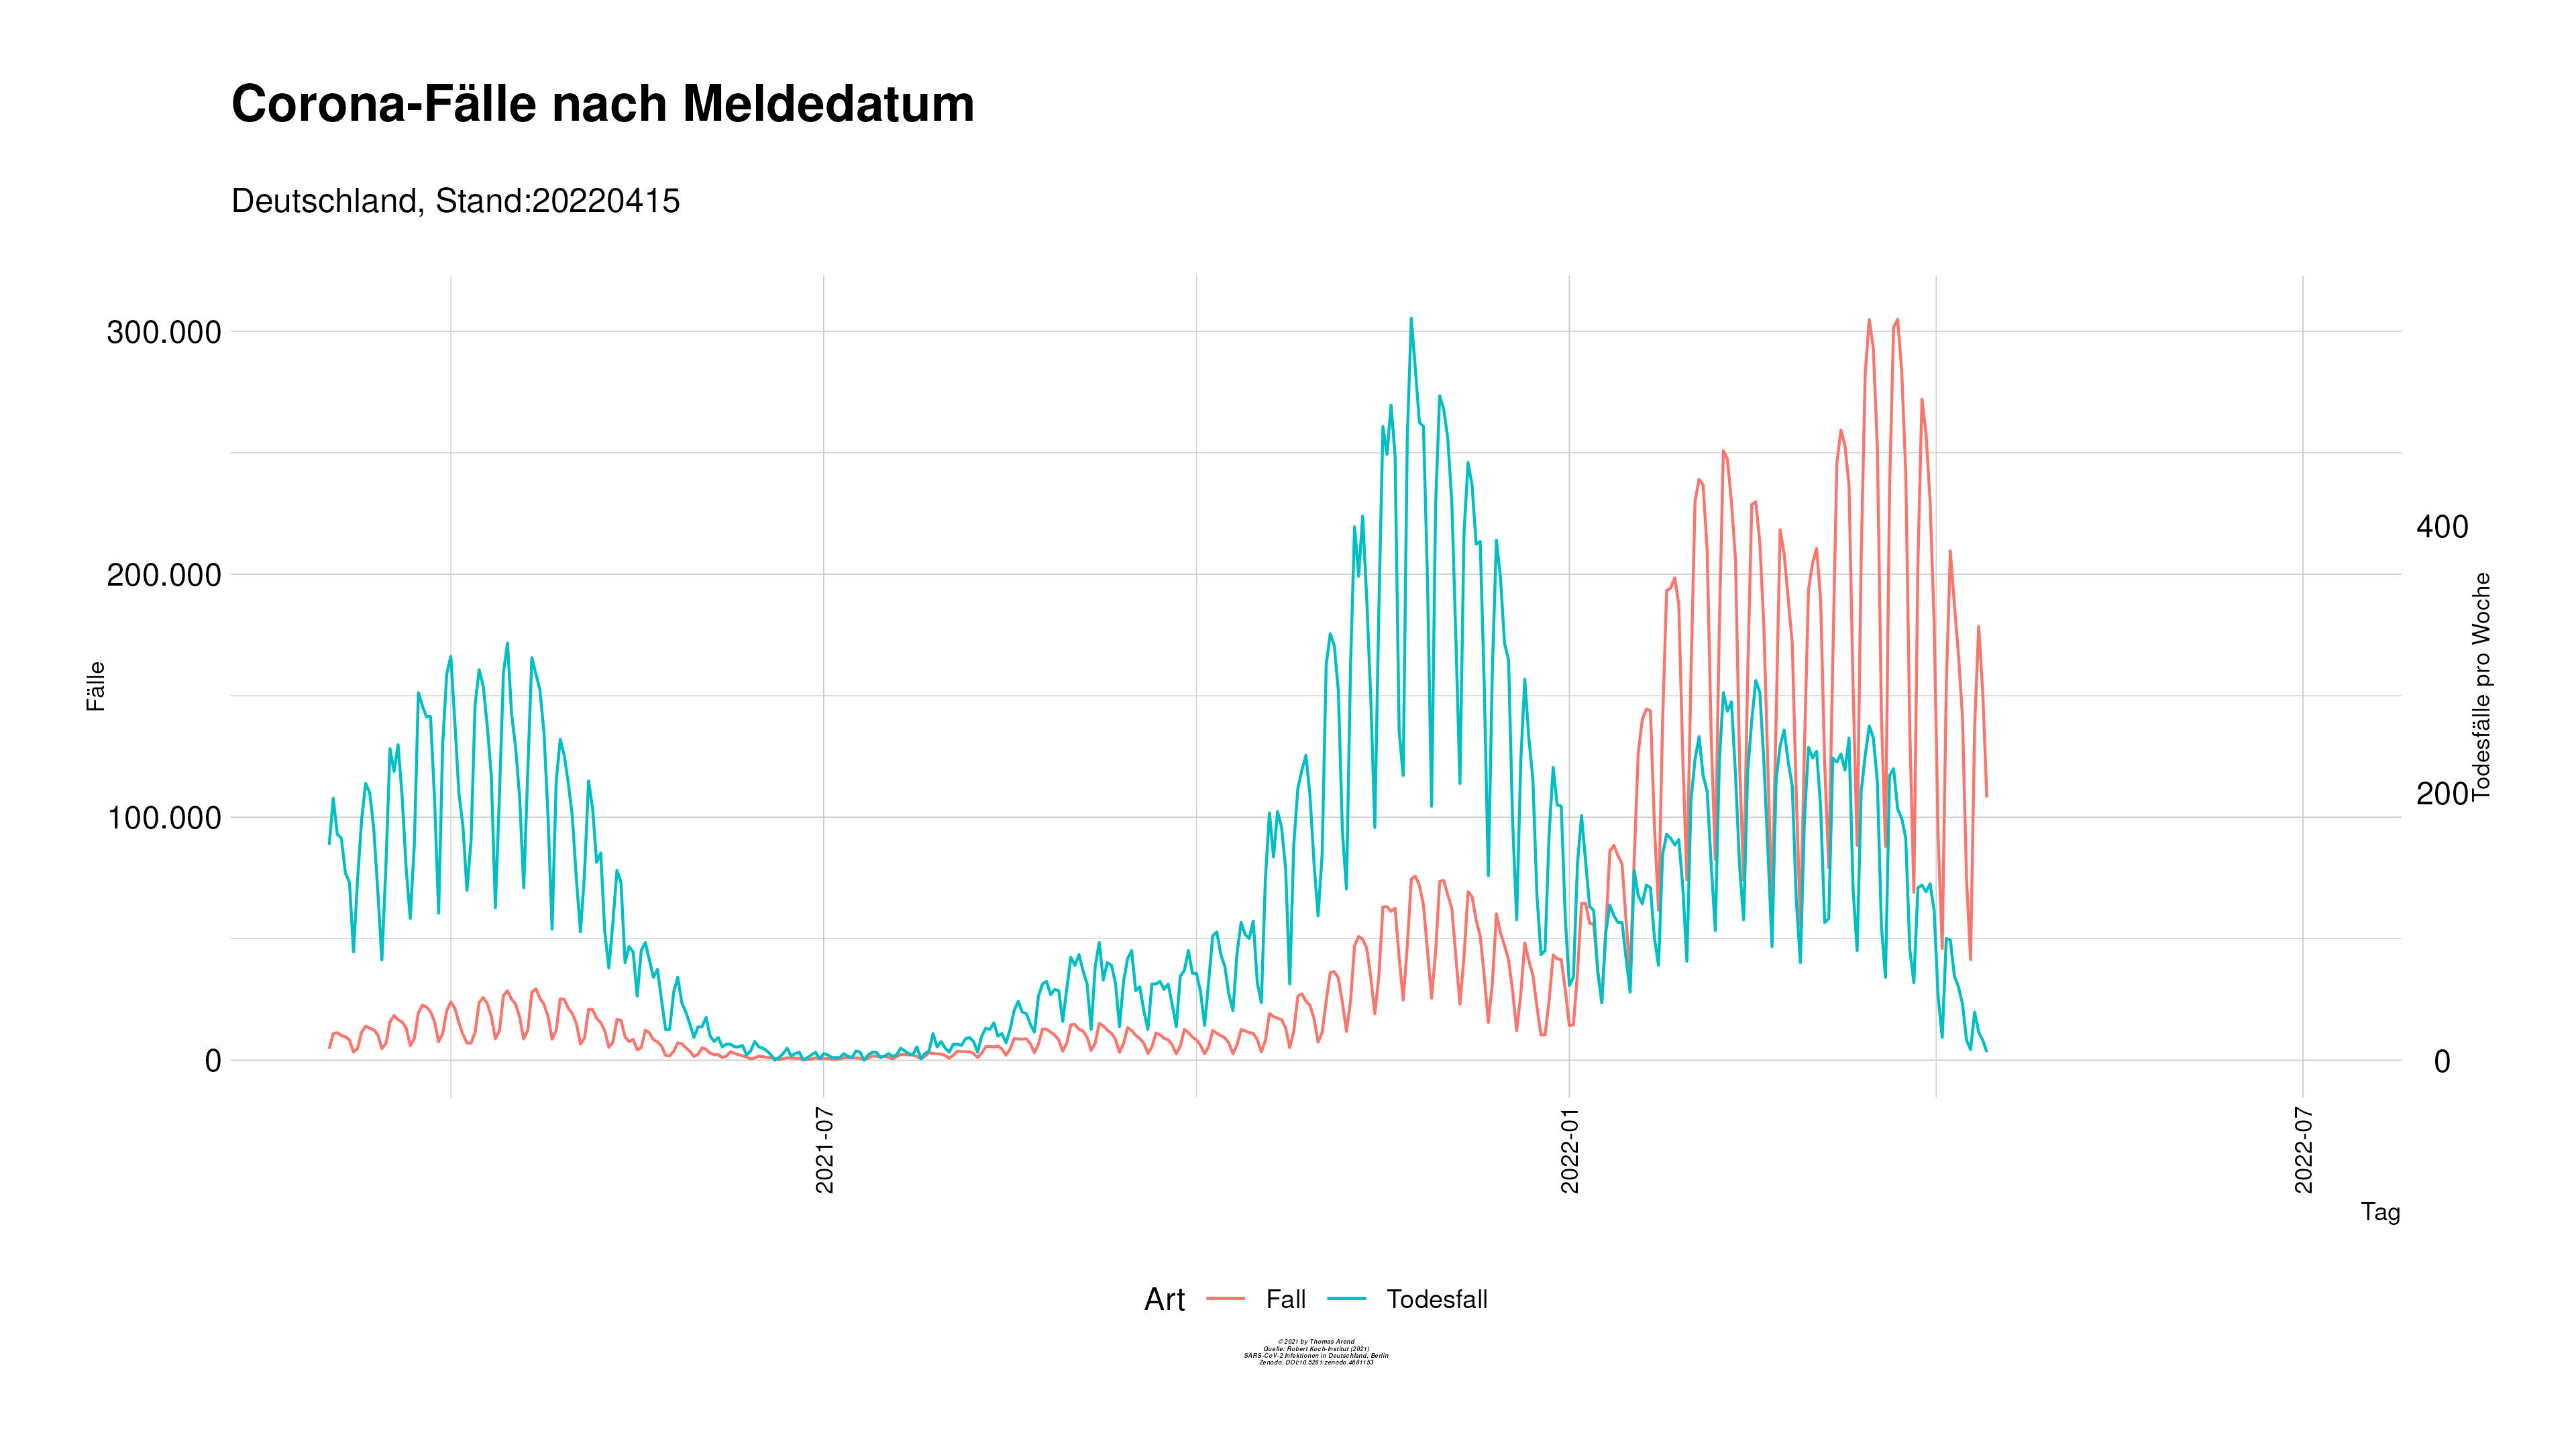 Corona-Fälle nach Meldedatum
Deutschland, Stand:20220415
300.000
200.000
100.000
0
Fälle
400
200
0
Todesfälle pro Woche
2021-07
2022-01
2022-07
Tag
Art Fall Todesfall
© 2021 by Thomas Arend
Quelle: Robert Koch-Institut (2021)
SARS-CoV-2 Infektionen in Deutschland, Berlin
Zenodo. DOI:10.5281/zenodo.4681153